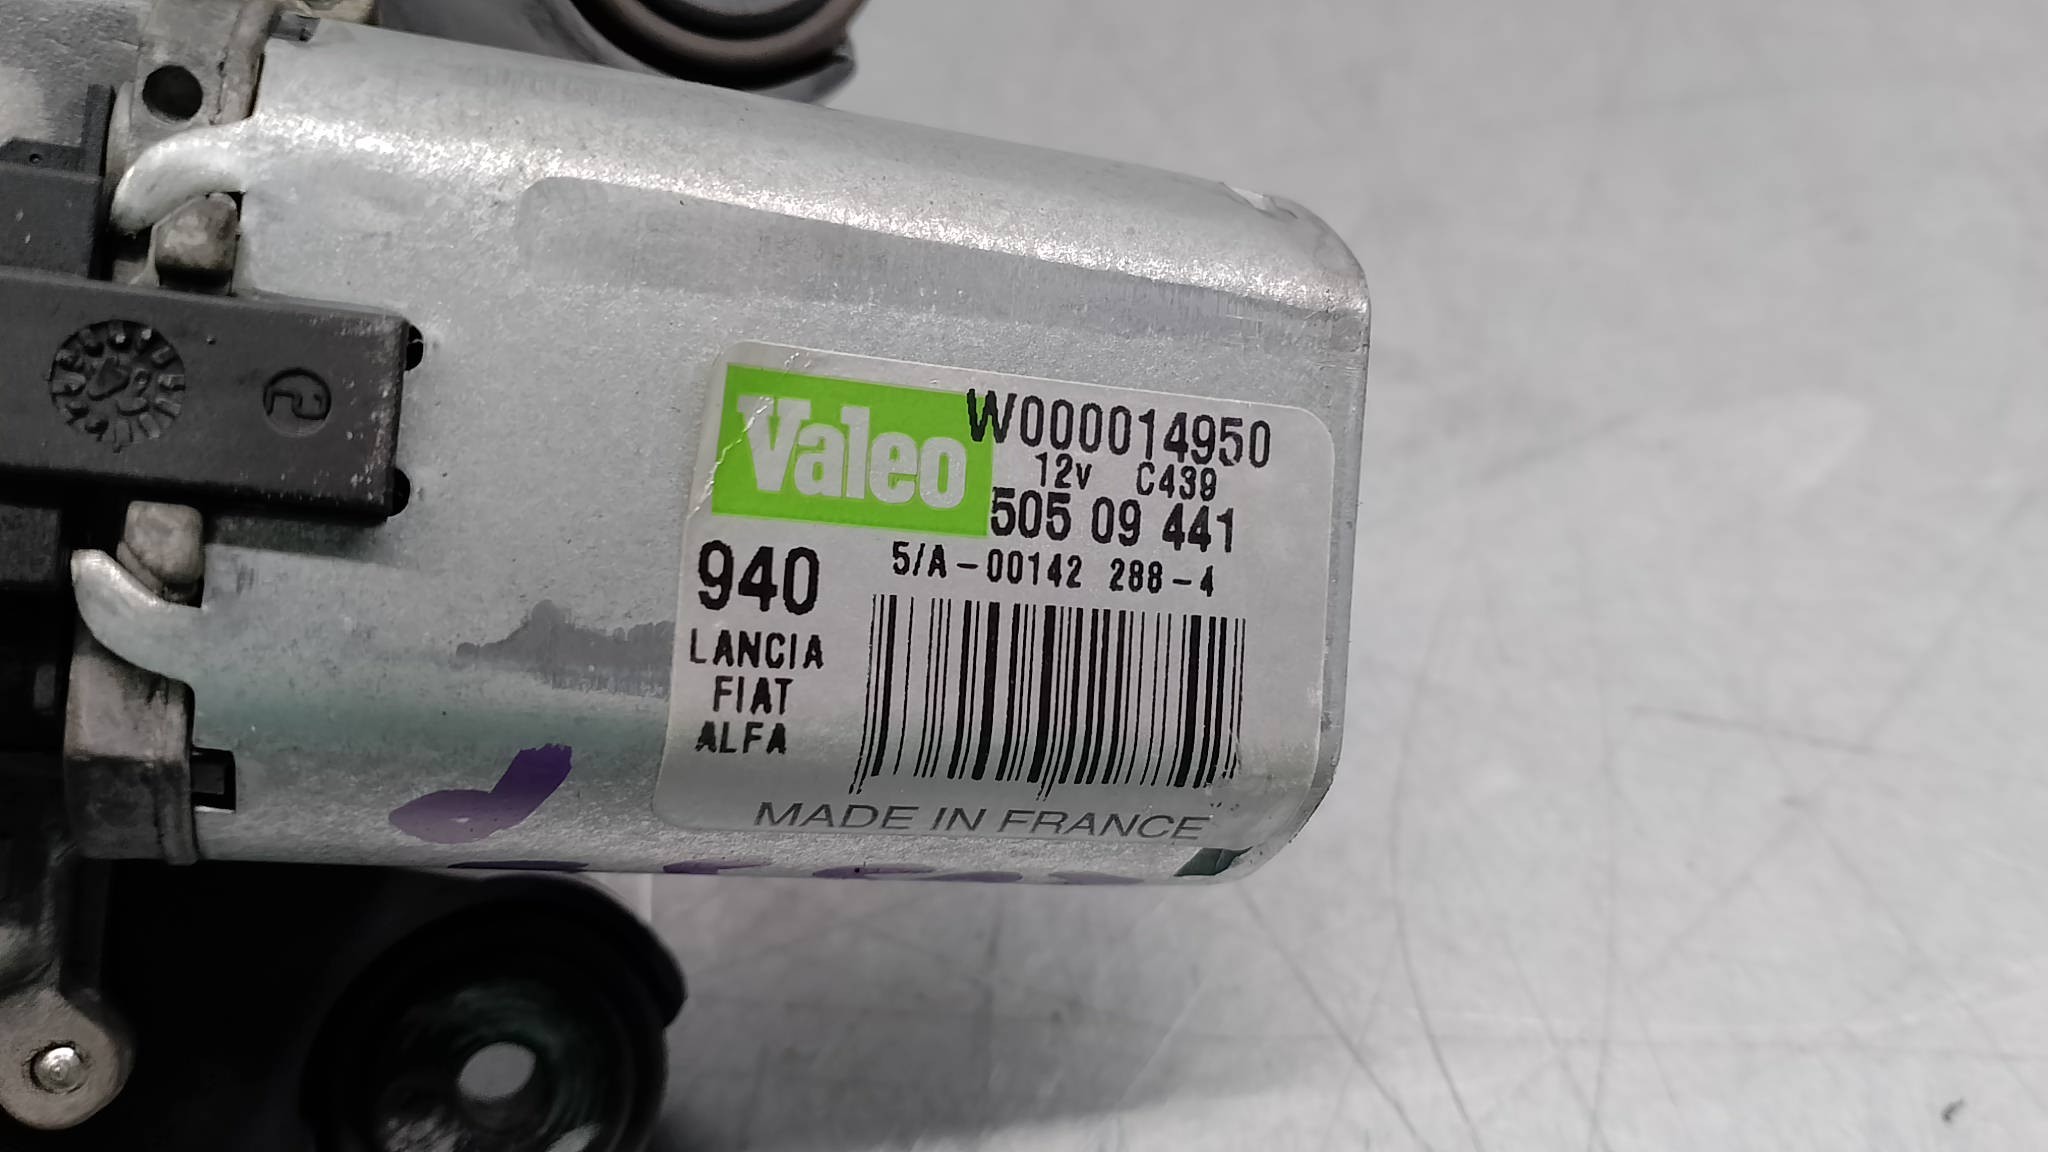 Valeo
W000014950
12v C439
505 09 441
5/A-00142 288-4
940
LANCIA
FIAT
ALFA
MADE IN FRANCE